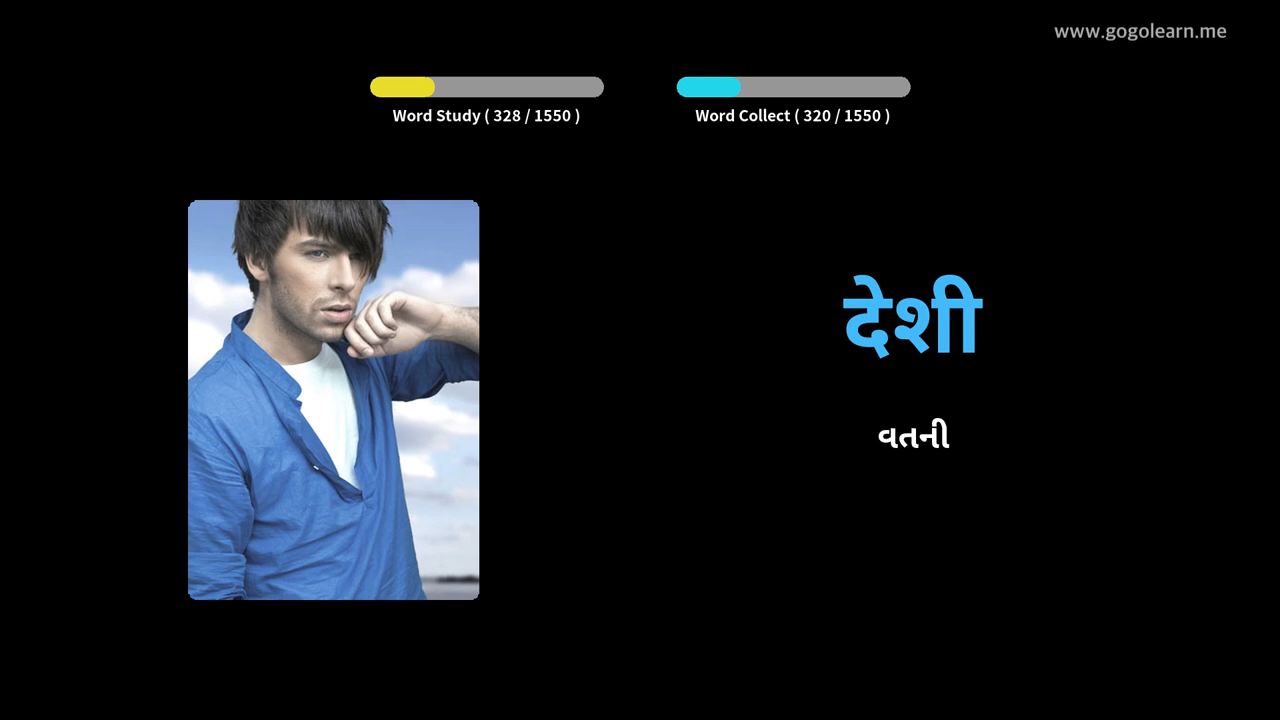 www.gogolearn.me
Word Study ( 328 / 1550 )
Word Collect ( 320 / 1550 )
देशी
વતની